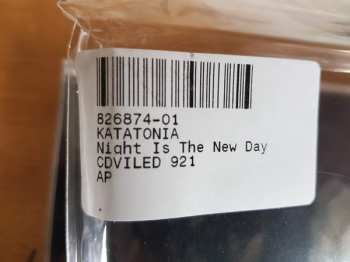 826874-01
KATATONIA
Night Is The New Day
CDVILED 921
AP